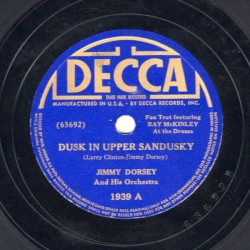 DECCA
TRADE MARK REGISTERED
MANUFACTURED IN U.S.A. - BY DECCA RECORDS, INC.
(63692)
Fox Trot featuring
RAY McKINLEY
At the Drums
DUSK IN UPPER SANDUSKY
(Larry Clinton-Jimmy Dorsey)
JIMMY DORSEY
And His Orchestra
1939 A